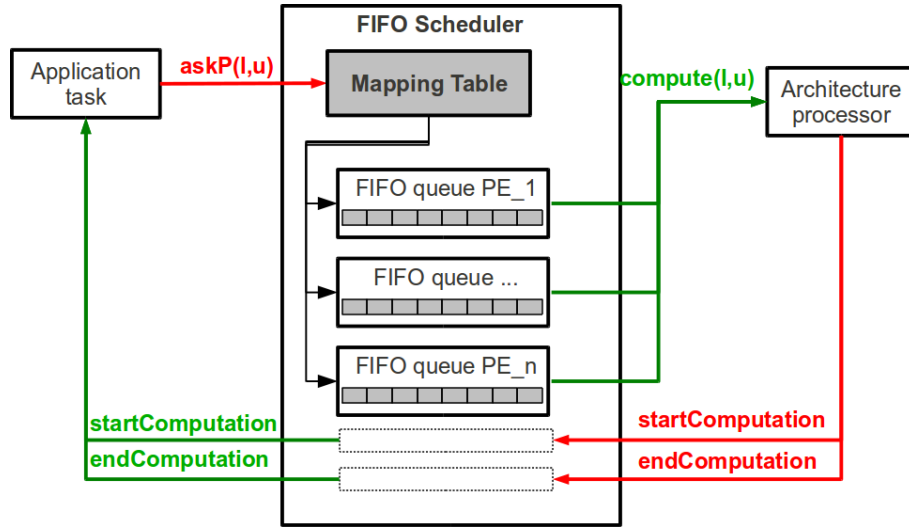 FIFO Scheduler
Application
task
askP(l,u)
Mapping Table
compute(l,u)
Architecture
processor
FIFO queue PE_1
FIFO queue ...
FIFO queue PE_n
startComputation
startComputation
endComputation
endComputation